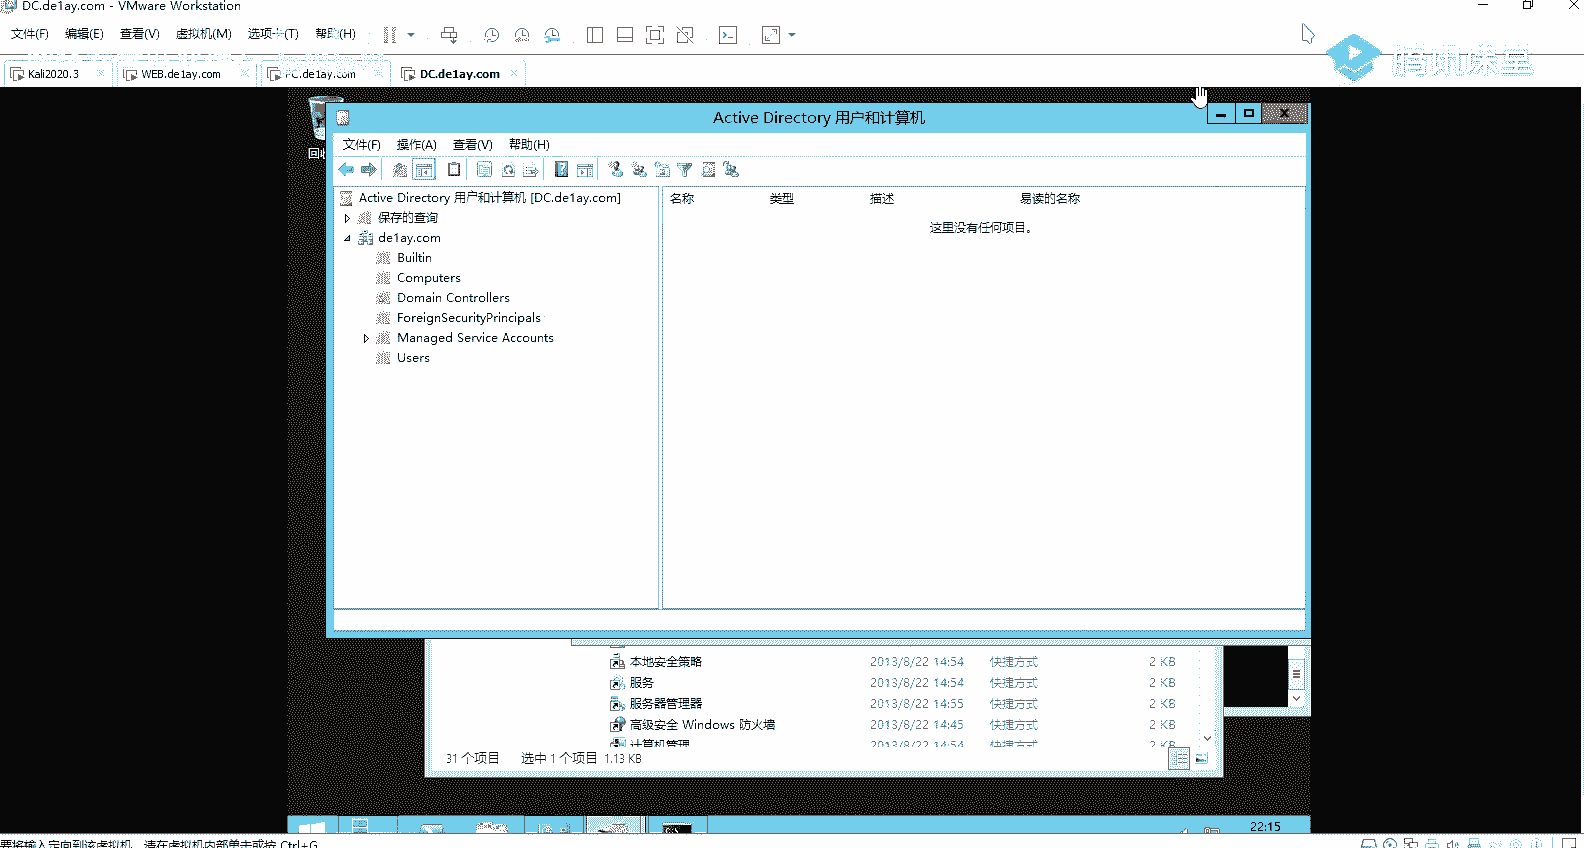 DC.de1ay.com - VMware Workstation
文件(F) 编辑(E) 查看(V) 虚拟机(M) 选项卡(T) 帮助(H)
Kali2020.3 WEB.de1ay.com PC.de1ay.com DC.de1ay.com
腾讯课堂
Active Directory 用户和计算机
文件(F) 操作(A) 查看(V) 帮助(H)
Active Directory 用户和计算机 [DC.de1ay.com]
名称 类型 描述 易读的名称
保存的查询
这里没有任何项目。
de1ay.com
Builtin
Computers
Domain Controllers
ForeignSecurityPrincipals
Managed Service Accounts
Users
本地安全策略 2013/8/22 14:54 快捷方式 2 KB
服务 2013/8/22 14:54 快捷方式 2 KB
服务器管理器 2013/8/22 14:55 快捷方式 2 KB
高级安全 Windows 防火墙 2013/8/22 14:45 快捷方式 2 KB
计算机管理 2013/8/22 14:54 快捷方式 2 KB
31 个项目 选中 1 个项目 1.13 KB
22:15
要将输入定向到该虚拟机，请在虚拟机内部单击或按 Ctrl+G